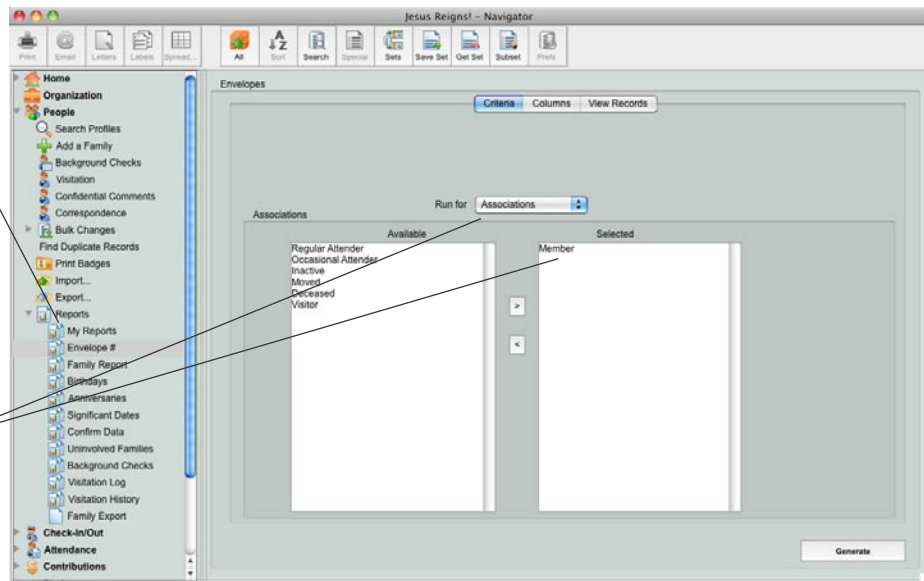 Jesus Reigns! – Navigator
Print Email Letters Labels Spread... All Sort Search Special Sets Save Set Get Set Subset Prefs
Home
Organization
People
Search Profiles
Add a Family
Background Checks
Visitation
Confidential Comments
Correspondence
Bulk Changes
Find Duplicate Records
Print Badges
Import...
Export...
Reports
My Reports
Envelope #
Family Report
Birthdays
Anniversaries
Significant Dates
Confirm Data
Uninvolved Families
Background Checks
Visitation Log
Visitation History
Family Export
Check-In/Out
Attendance
Contributions
Envelopes
Criteria Columns View Records
Run for Associations
Associations
Available
Regular Attender
Occasional Attender
Inactive
Moved
Deceased
Visitor
>
<
Selected
Member
Generate